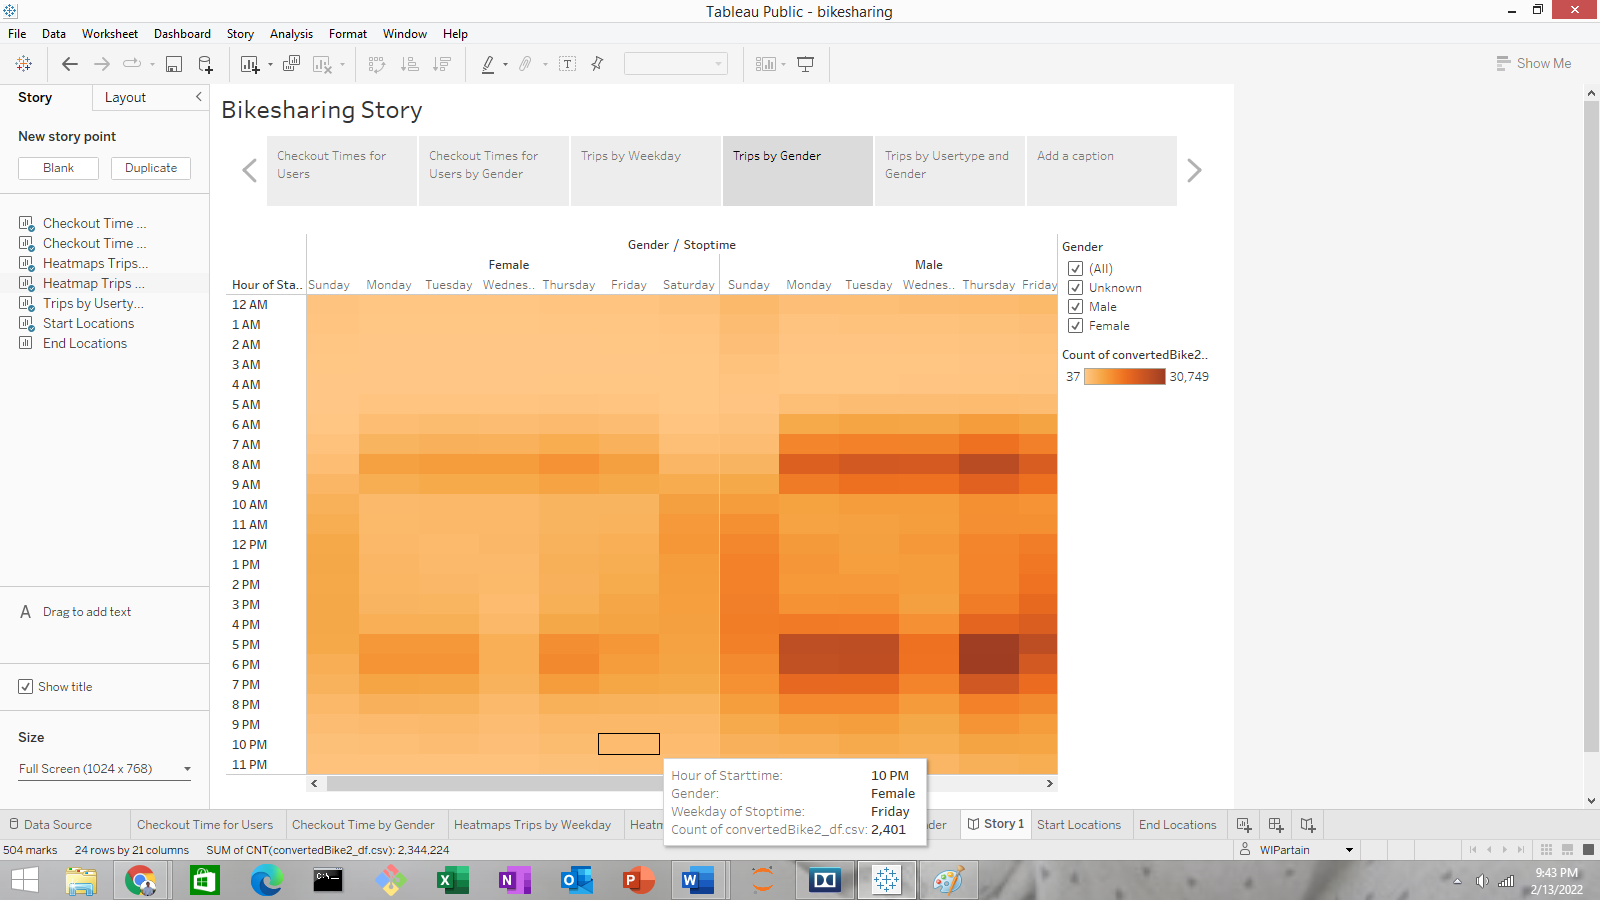 Tableau Public - bikesharing
File Data Worksheet Dashboard Story Analysis Format Window Help
Show Me
Story Layout
New story point
Blank Duplicate
Checkout Time ...
Checkout Time ...
Heatmaps Trips...
Heatmap Trips ...
Trips by Userty...
Start Locations
End Locations
A Drag to add text
Show title
Size
Full Screen (1024 x 768)
Bikesharing Story
Checkout Times for Users
Checkout Times for Users by Gender
Trips by Weekday
Trips by Gender
Trips by Usertype and Gender
Add a caption
Gender / Stoptime
Female Male
Hour of Sta.. Sunday Monday Tuesday Wednes.. Thursday Friday Saturday Sunday Monday Tuesday Wednes.. Thursday Friday
12 AM
1 AM
2 AM
3 AM
4 AM
5 AM
6 AM
7 AM
8 AM
9 AM
10 AM
11 AM
12 PM
1 PM
2 PM
3 PM
4 PM
5 PM
6 PM
7 PM
8 PM
9 PM
10 PM
11 PM
Gender
(All)
Unknown
Male
Female
Count of convertedBike2..
37 30,749
Hour of Starttime: 10 PM
Gender: Female
Weekday of Stoptime: Friday
Count of convertedBike2_df.csv: 2,401
Data Source Checkout Time for Users Checkout Time by Gender Heatmaps Trips by Weekday Heatm nder Story 1 Start Locations End Locations
504 marks 24 rows by 21 columns SUM of CNT(convertedBike2_df.csv): 2,344,224 WIPartain
9:43 PM
2/13/2022